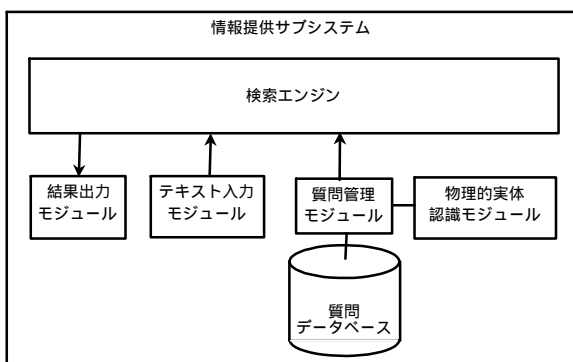 情報提供サブシステム
検索エンジン
結果出力
モジュール
テキスト入力
モジュール
質問管理
モジュール
物理的実体
認識モジュール
質問
データベース